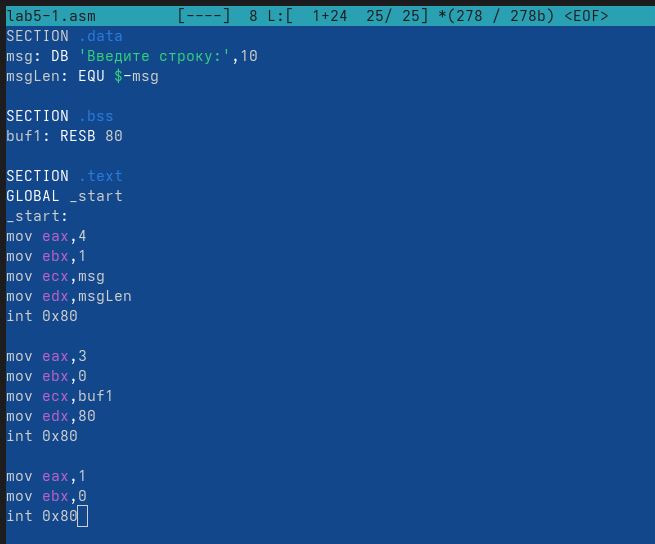 lab5-1.asm [----] 8 L:[ 1+24 25/ 25] *(278 / 278b) <EOF>
SECTION .data
msg: DB 'Введите строку:',10
msgLen: EQU $-msg
SECTION .bss
buf1: RESB 80
SECTION .text
GLOBAL _start
_start:
mov eax,4
mov ebx,1
mov ecx,msg
mov edx,msgLen
int 0x80
mov eax,3
mov ebx,0
mov ecx,buf1
mov edx,80
int 0x80
mov eax,1
mov ebx,0
int 0x80